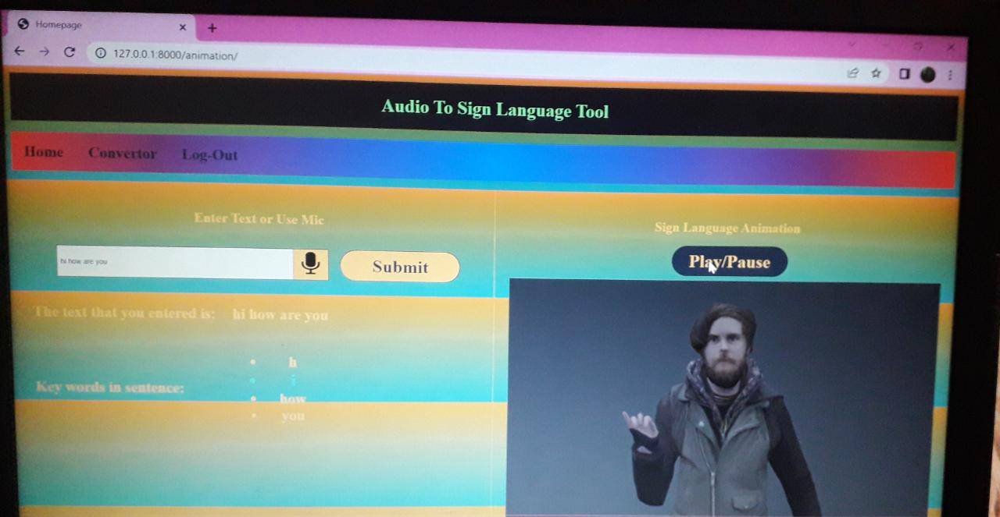 Homepage
127.0.0.1:8000/animation/
Audio To Sign Language Tool
Home Convertor Log-Out
Enter Text or Use Mic
Sign Language Animation
hi how are you
Submit
Play/Pause
The text that you entered is: hi how are you
Key words in sentence:
• h
• i
• how
• you